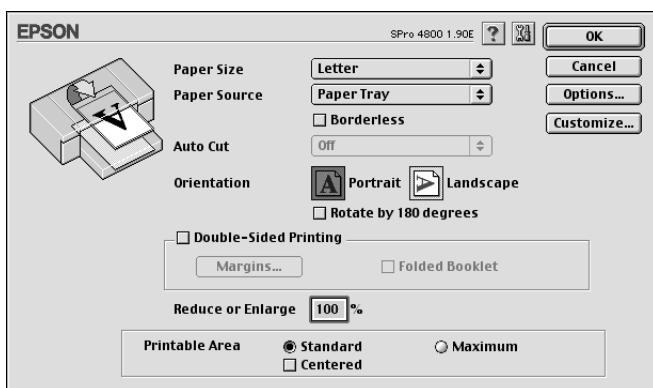 EPSON
SPro 4800 1.90E ? OK
Paper Size Letter Cancel
Paper Source Paper Tray Options...
Borderless Customize...
Auto Cut Off
Orientation A Portrait A Landscape
Rotate by 180 degrees
Double-Sided Printing
Margins... Folded Booklet
Reduce or Enlarge 100 %
Printable Area Standard Maximum
Centered